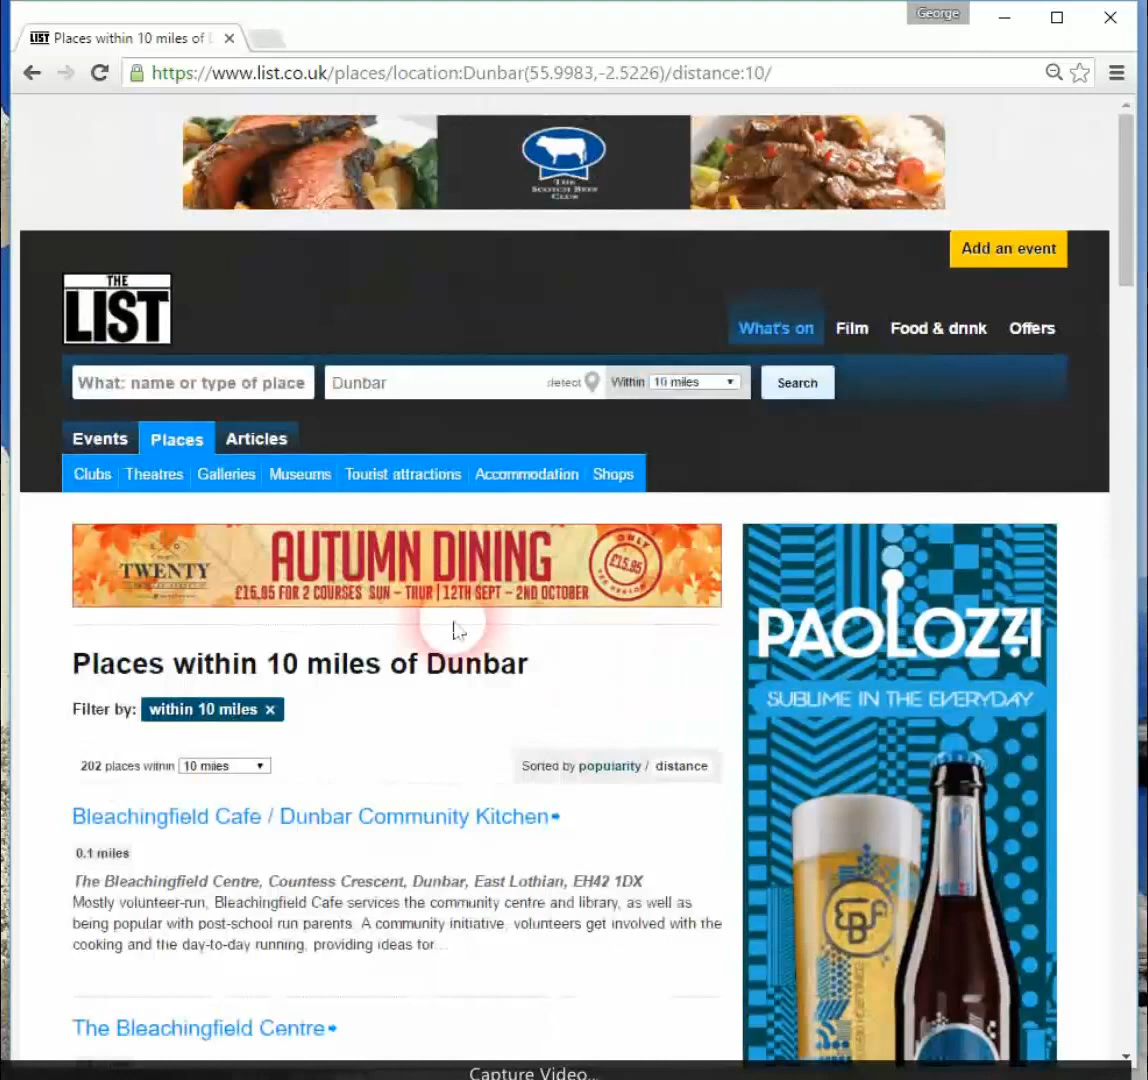 George
LIST Places within 10 miles of
https://www.list.co.uk/places/location:Dunbar(55.9983,-2.5226)/distance:10/
THE
SCOTCH BEEF
CLUB
Add an event
THE
LIST
What's on Film Food & drink Offers
What: name or type of place Dunbar detect Within 10 miles Search
Events Places Articles
Clubs Theatres Galleries Museums Tourist attractions Accommodation Shops
TWENTY
AUTUMN DINING
£15.95 FOR 2 COURSES SUN – THUR | 12TH SEPT – 2ND OCTOBER
ONLY
£15.95
PER PERSON
PAOLOZZI
SUBLIME IN THE EVERYDAY
EBF
Places within 10 miles of Dunbar
Filter by: within 10 miles ×
202 places within 10 miles Sorted by popularity / distance
Bleachingfield Cafe / Dunbar Community Kitchen
0.1 miles
The Bleachingfield Centre, Countess Crescent, Dunbar, East Lothian, EH42 1DX
Mostly volunteer-run, Bleachingfield Cafe services the community centre and library, as well as
being popular with post-school run parents. A community initiative, volunteers get involved with the
cooking and the day-to-day running, providing ideas for…
The Bleachingfield Centre
Capture Video...